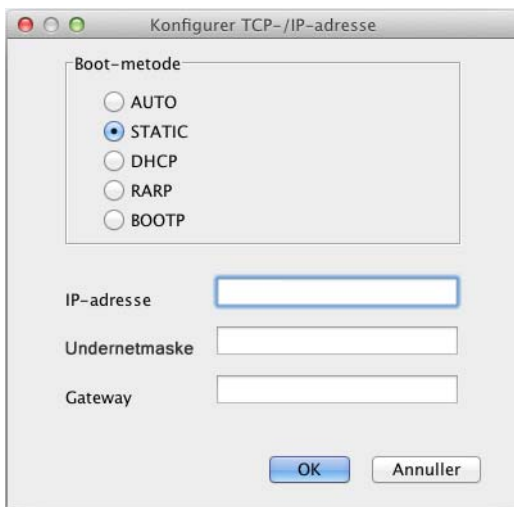 Konfigurer TCP-/IP-adresse
Boot-metode
AUTO
STATIC
DHCP
RARP
BOOTP
IP-adresse
Undernetmaske
Gateway
OK Annuller